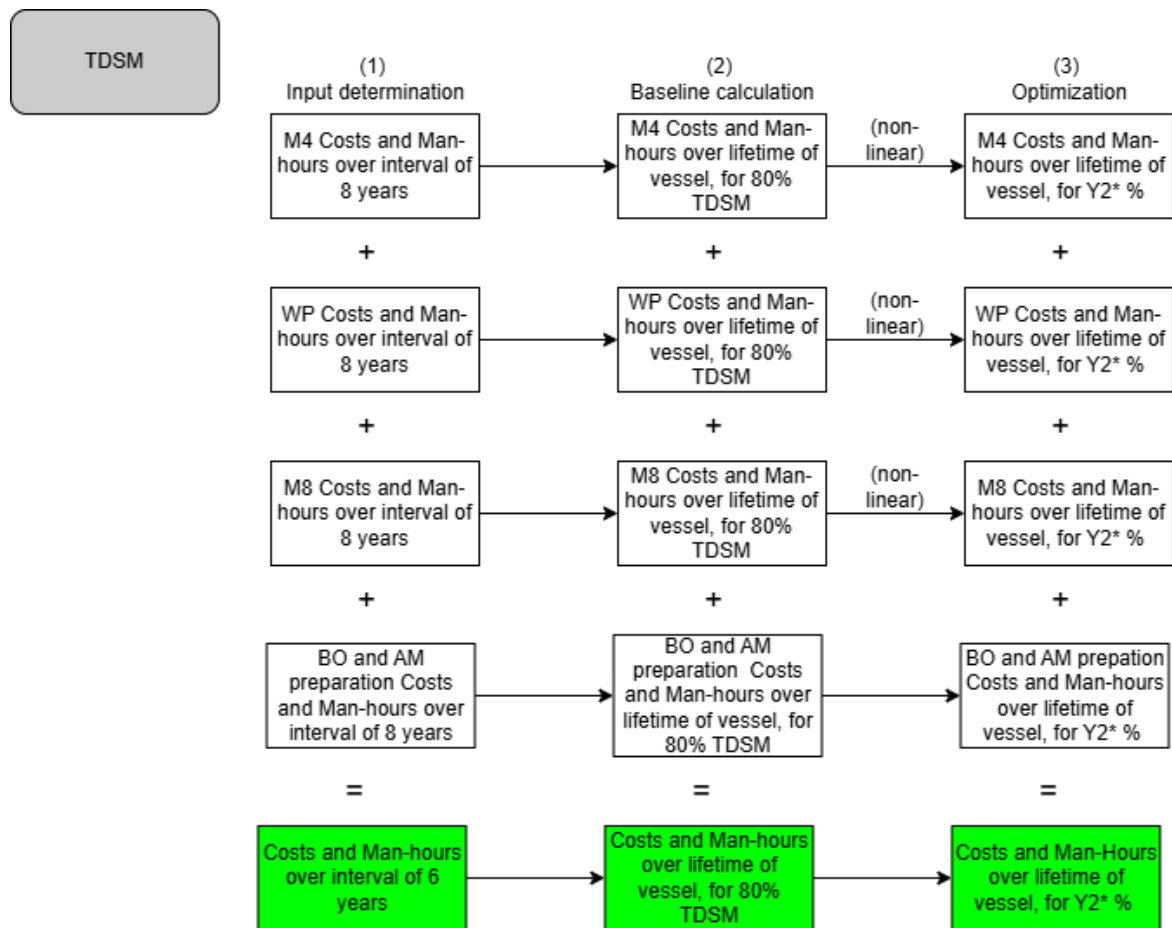 TDSM
(1)
Input determination
(2)
Baseline calculation
(3)
Optimization
M4 Costs and Man-
hours over interval of
8 years
M4 Costs and Man-
hours over lifetime of
vessel, for 80%
TDSM
(non-
linear)
M4 Costs and Man-
hours over lifetime of
vessel, for Y2* %
+
+
+
WP Costs and Man-
hours over interval of
8 years
WP Costs and Man-
hours over lifetime of
vessel, for 80%
TDSM
(non-
linear)
WP Costs and Man-
hours over lifetime of
vessel, for Y2* %
+
+
+
M8 Costs and Man-
hours over interval of
8 years
M8 Costs and Man-
hours over lifetime of
vessel, for 80%
TDSM
(non-
linear)
M8 Costs and Man-
hours over lifetime of
vessel, for Y2* %
+
+
+
BO and AM
preparation Costs
and Man-hours over
interval of 8 years
BO and AM
preparation Costs
and Man-hours over
lifetime of vessel, for
80% TDSM
BO and AM prepation
Costs and Man-hours
over lifetime of
vessel, for Y2* %
=
=
=
Costs and Man-hours
over interval of 6
years
Costs and Man-hours
over lifetime of
vessel, for 80%
TDSM
Costs and Man-Hours
over lifetime of
vessel, for Y2* %